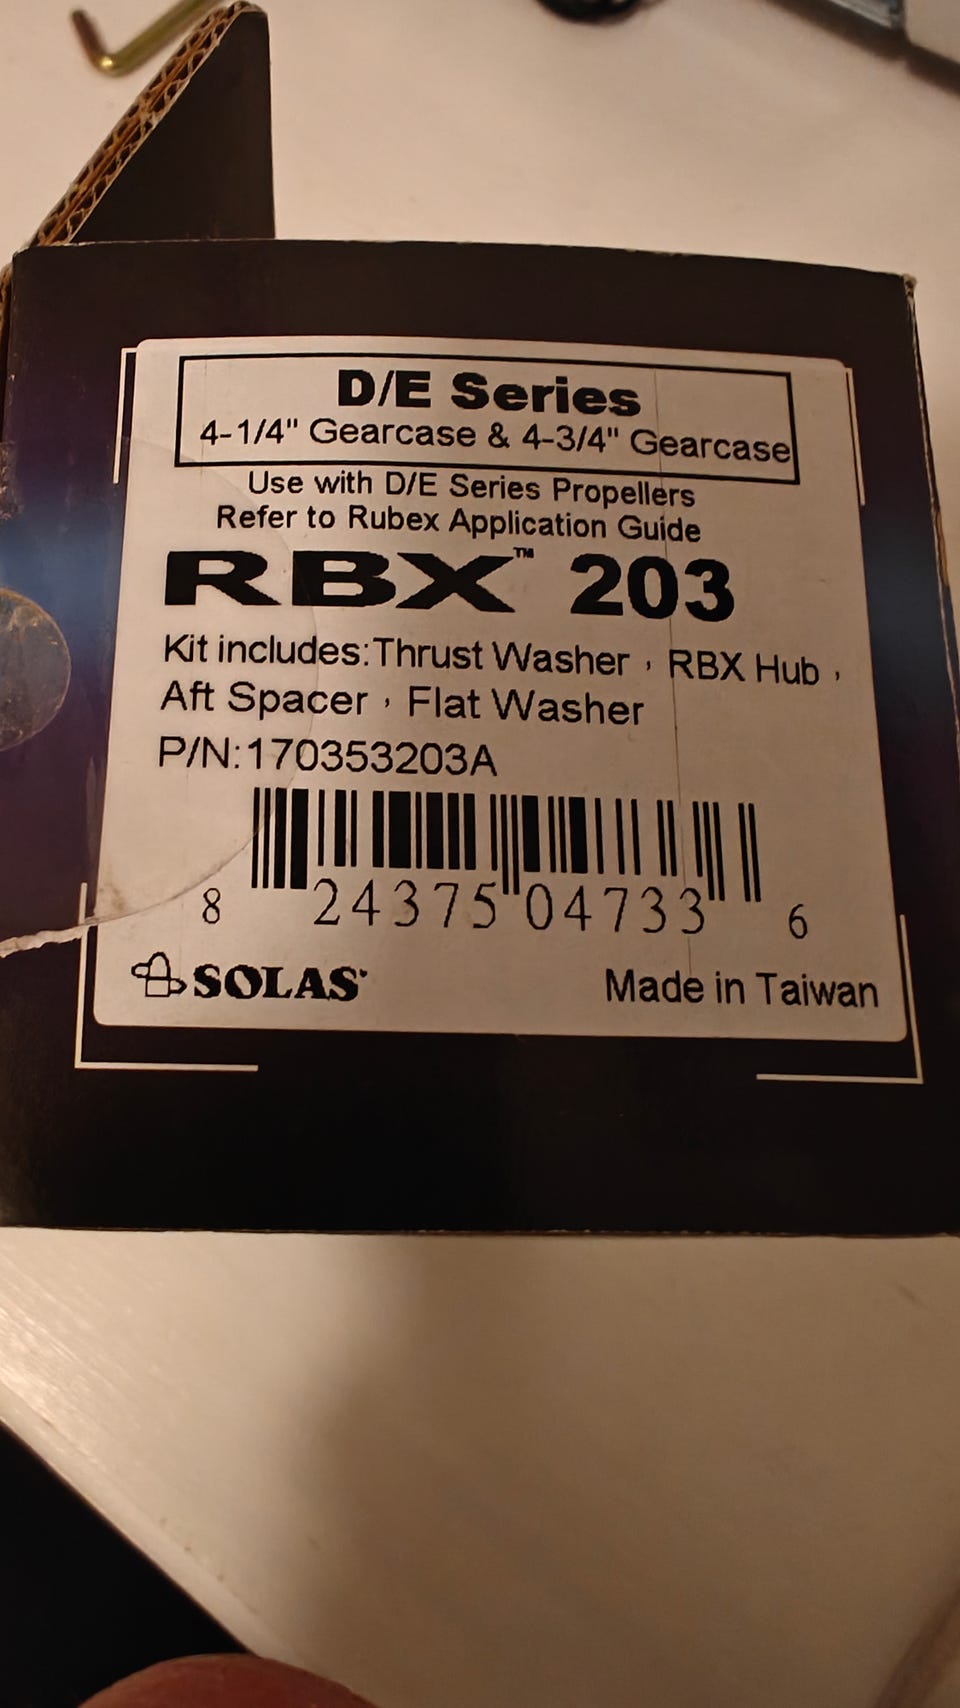 D/E Series
4-1/4" Gearcase & 4-3/4" Gearcase
Use with D/E Series Propellers
Refer to Rubex Application Guide
RBX™ 203
Kit includes:Thrust Washer，RBX Hub，
Aft Spacer，Flat Washer
P/N:170353203A
8 24375 04733 6
SOLAS
Made in Taiwan